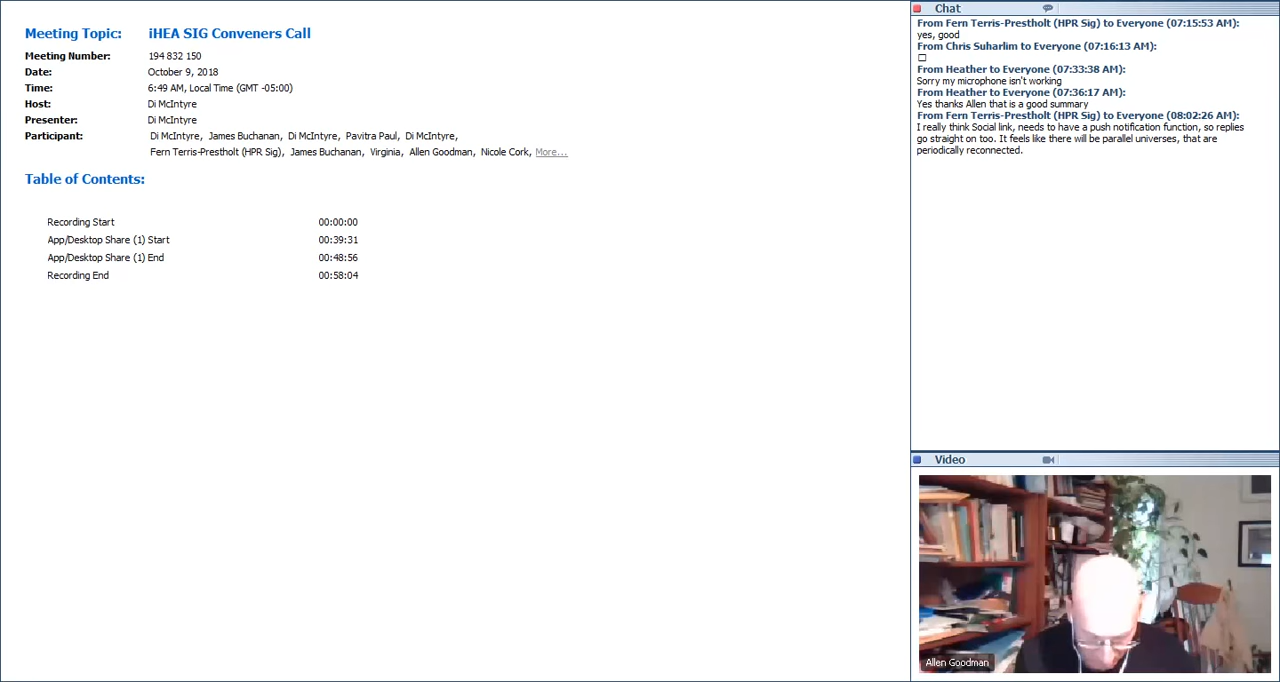 Meeting Topic: iHEA SIG Conveners Call
Meeting Number: 194 832 150
Date: October 9, 2018
Time: 6:49 AM, Local Time (GMT -05:00)
Host: Di McIntyre
Presenter: Di McIntyre
Participant: Di McIntyre, James Buchanan, Di McIntyre, Pavitra Paul, Di McIntyre,
Fern Terris-Prestholt (HPR Sig), James Buchanan, Virginia, Allen Goodman, Nicole Cork, More...
Table of Contents:
Recording Start 00:00:00
App/Desktop Share (1) Start 00:39:31
App/Desktop Share (1) End 00:48:56
Recording End 00:58:04
Chat
From Fern Terris-Prestholt (HPR Sig) to Everyone (07:15:53 AM):
yes, good
From Chris Suharlim to Everyone (07:16:13 AM):
From Heather to Everyone (07:33:38 AM):
Sorry my microphone isn't working
From Heather to Everyone (07:36:17 AM):
Yes thanks Allen that is a good summary
From Fern Terris-Prestholt (HPR Sig) to Everyone (08:02:26 AM):
I really think Social link, needs to have a push notification function, so replies
go straight on too. It feels like there will be parallel universes, that are
periodically reconnected.
Video
Allen Goodman